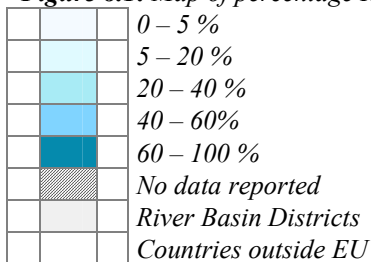 Figure 6.1: Map of percentage
0 – 5 %
5 – 20 %
20 – 40 %
40 – 60%
60 – 100 %
No data reported
River Basin Districts
Countries outside EU